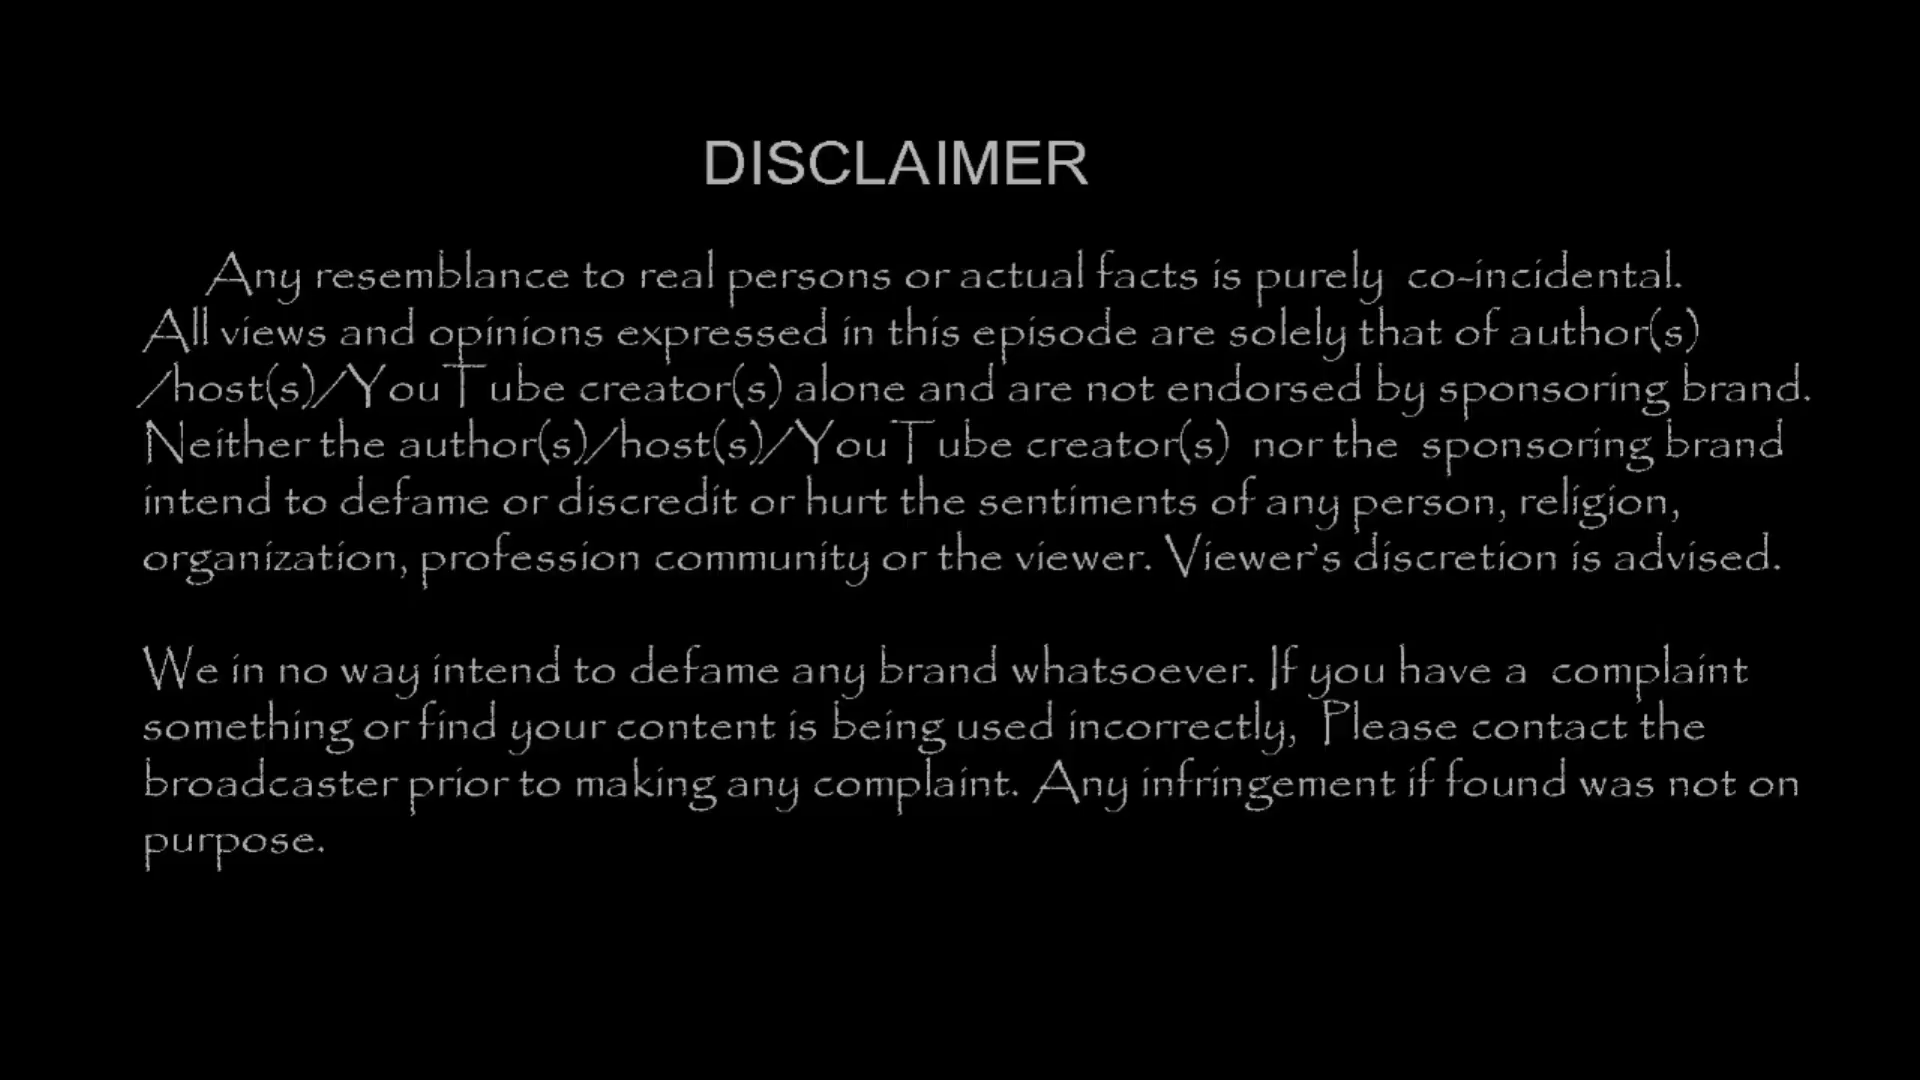 DISCLAIMER
Any resemblance to real persons or actual facts is purely co-incidental.
All views and opinions expressed in this episode are solely that of author(s)
/host(s)/YouTube creator(s) alone and are not endorsed by sponsoring brand.
Neither the author(s)/host(s)/YouTube creator(s) nor the sponsoring brand
intend to defame or discredit or hurt the sentiments of any person, religion,
organization, profession community or the viewer. Viewer's discretion is advised.
We in no way intend to defame any brand whatsoever. If you have a complaint
something or find your content is being used incorrectly, Please contact the
broadcaster prior to making any complaint. Any infringement if found was not on
purpose.